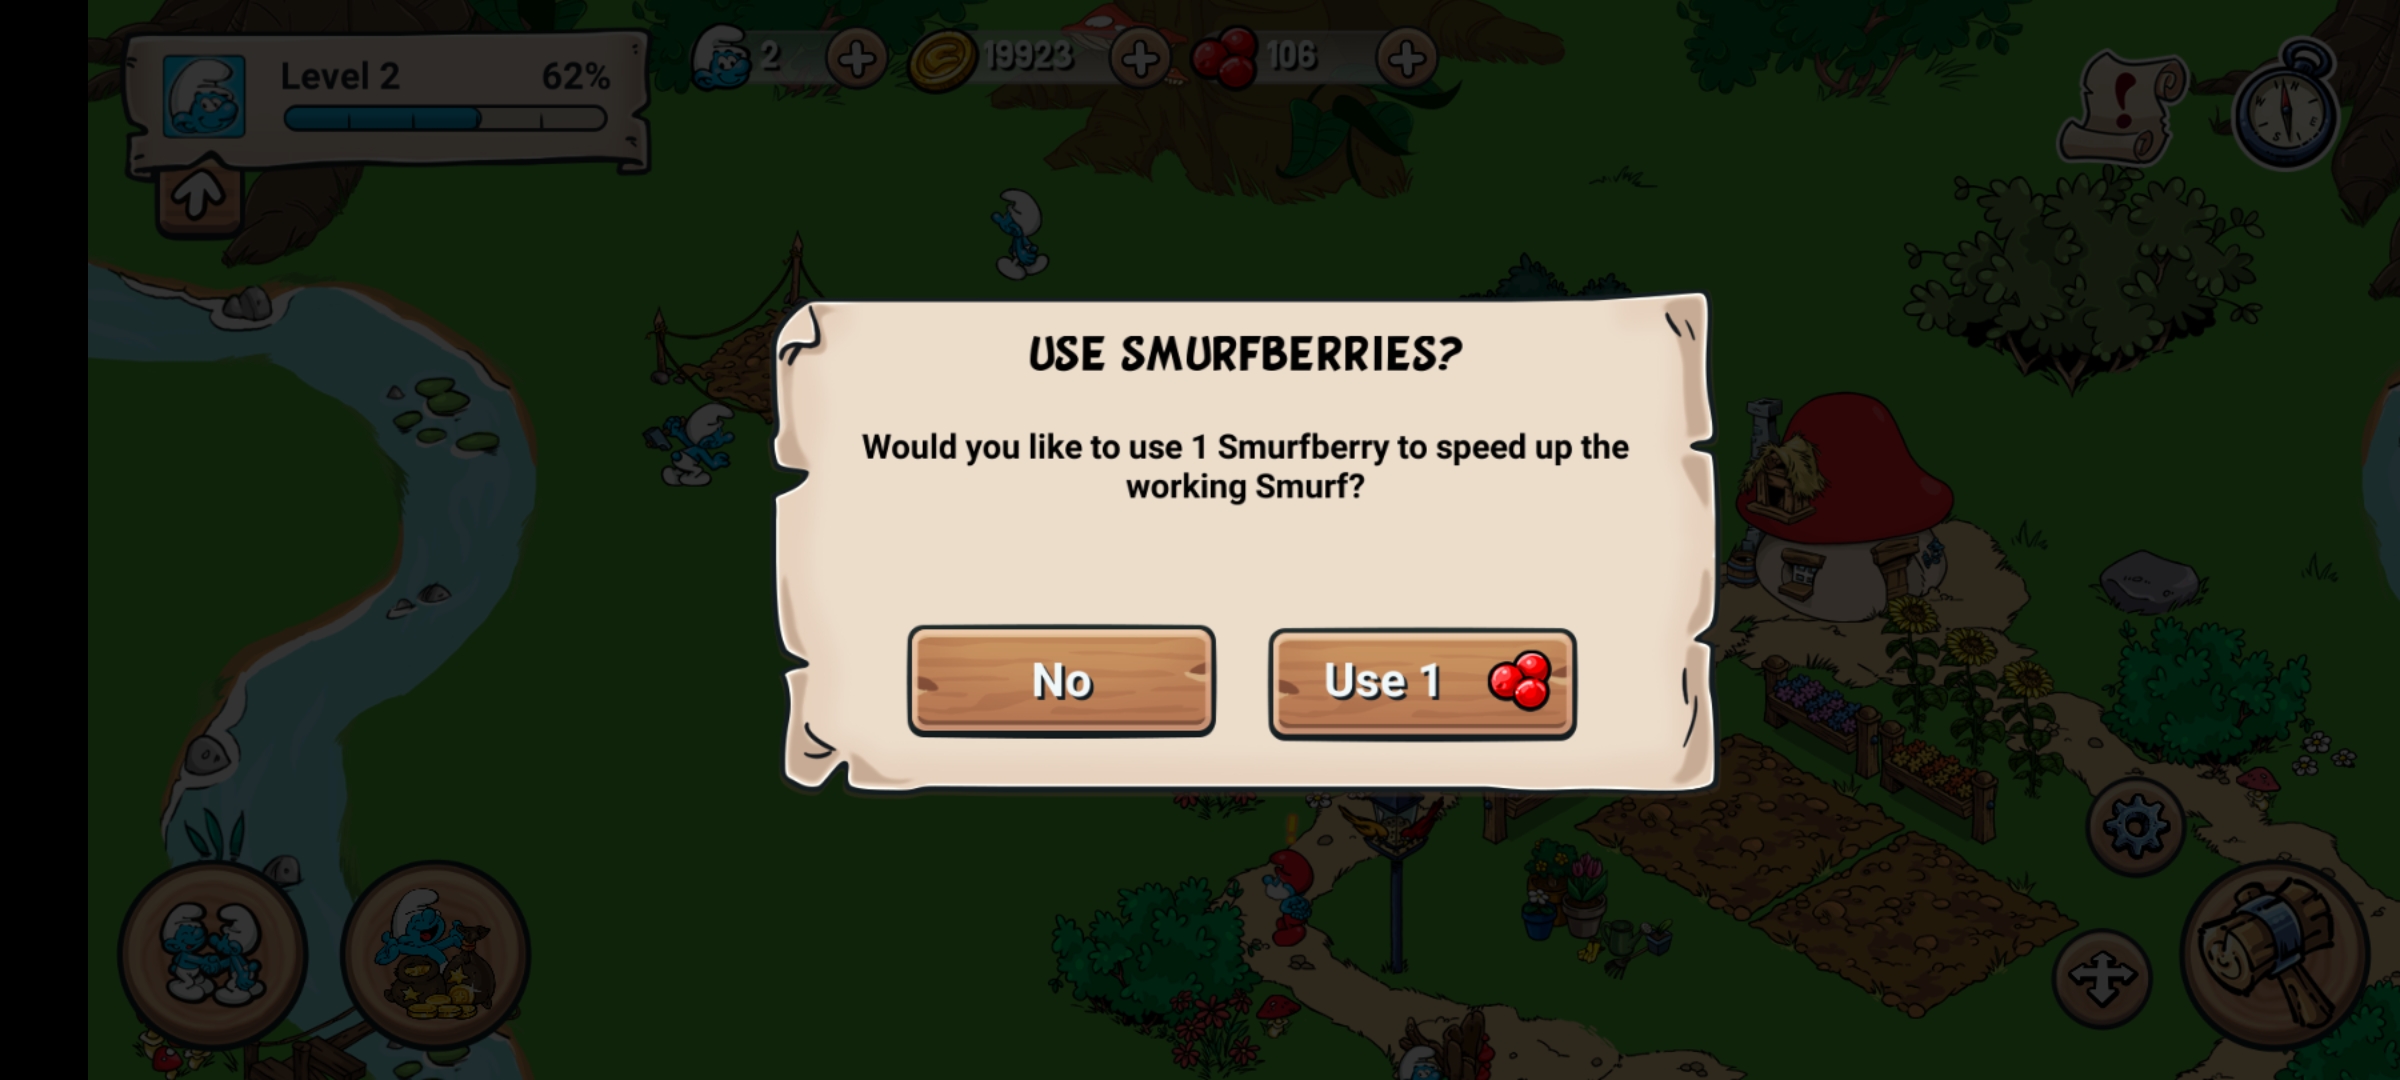 Level 2 62%
2
19923
106
USE SMURFBERRIES?
Would you like to use 1 Smurfberry to speed up the
working Smurf?
No
Use 1